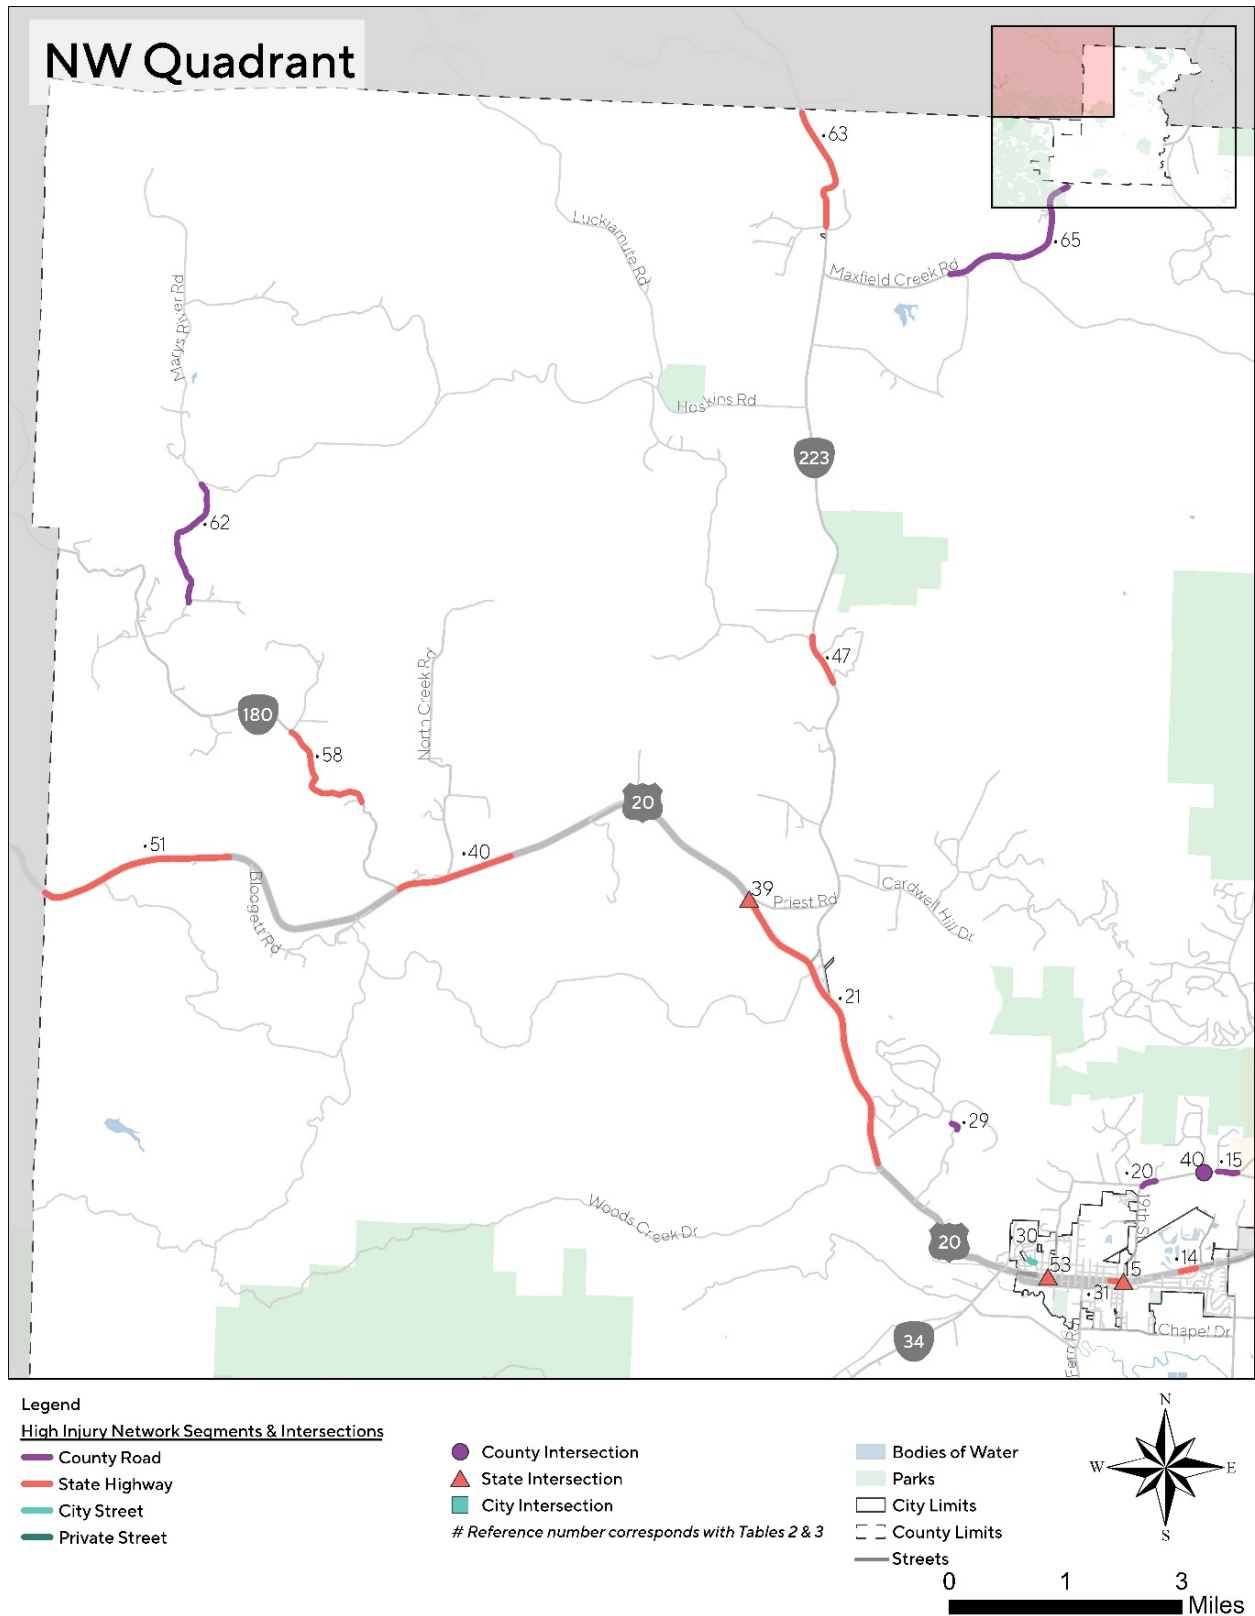 NW Quadrant
63
Luckiamute Rd
65
Maxfield Creek Rd
Marys River Rd
Hoskins Rd
223
62
47
North Creek Rd
180
58
20
51
40
39
Priest Rd
Cardwell Hill Dr
Blodgett Rd
21
29
40
15
20
19th St
Woods Creek Dr
20
30
53
15
14
31
34
Chapel Dr
Fern Rd
Legend
High Injury Network Segments & Intersections
County Road
State Highway
City Street
Private Street
County Intersection
State Intersection
City Intersection
# Reference number corresponds with Tables 2 & 3
Bodies of Water
Parks
City Limits
County Limits
Streets
N
W
E
S
0 1 3
Miles